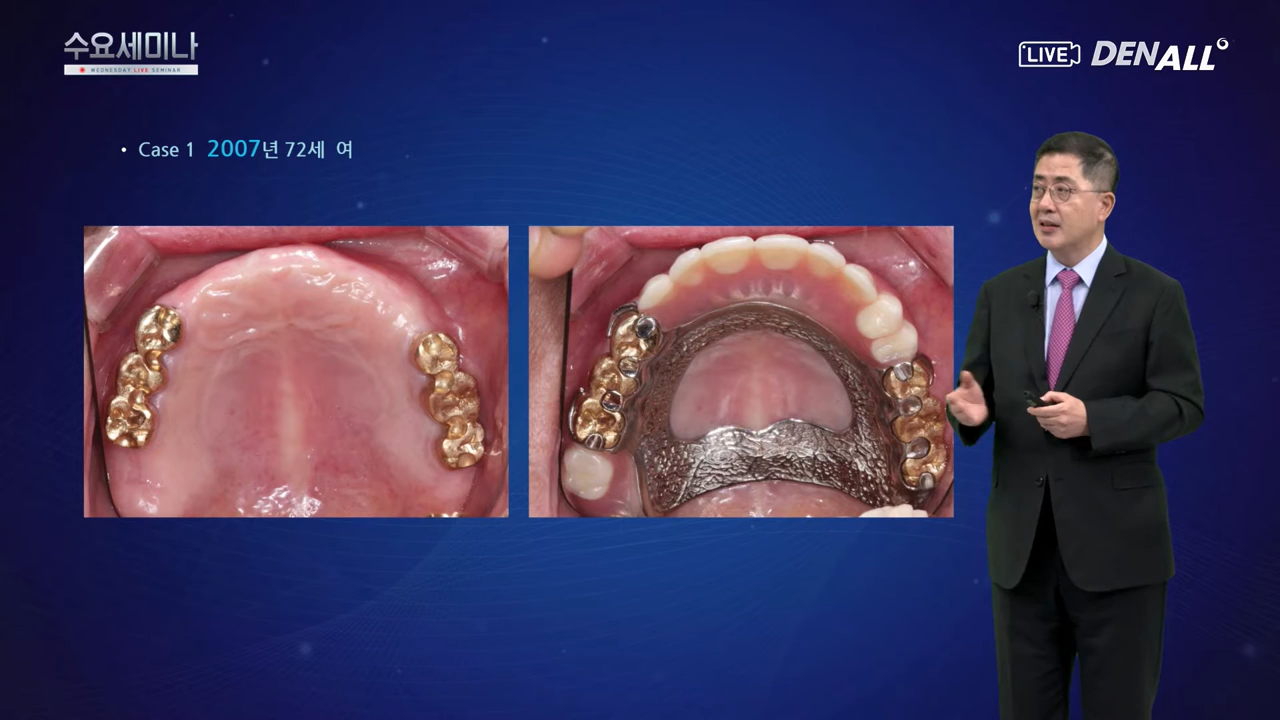 수요세미나
WEDNESDAY LIVE SEMINAR
LIVE DENALL
• Case 1 2007년 72세 여